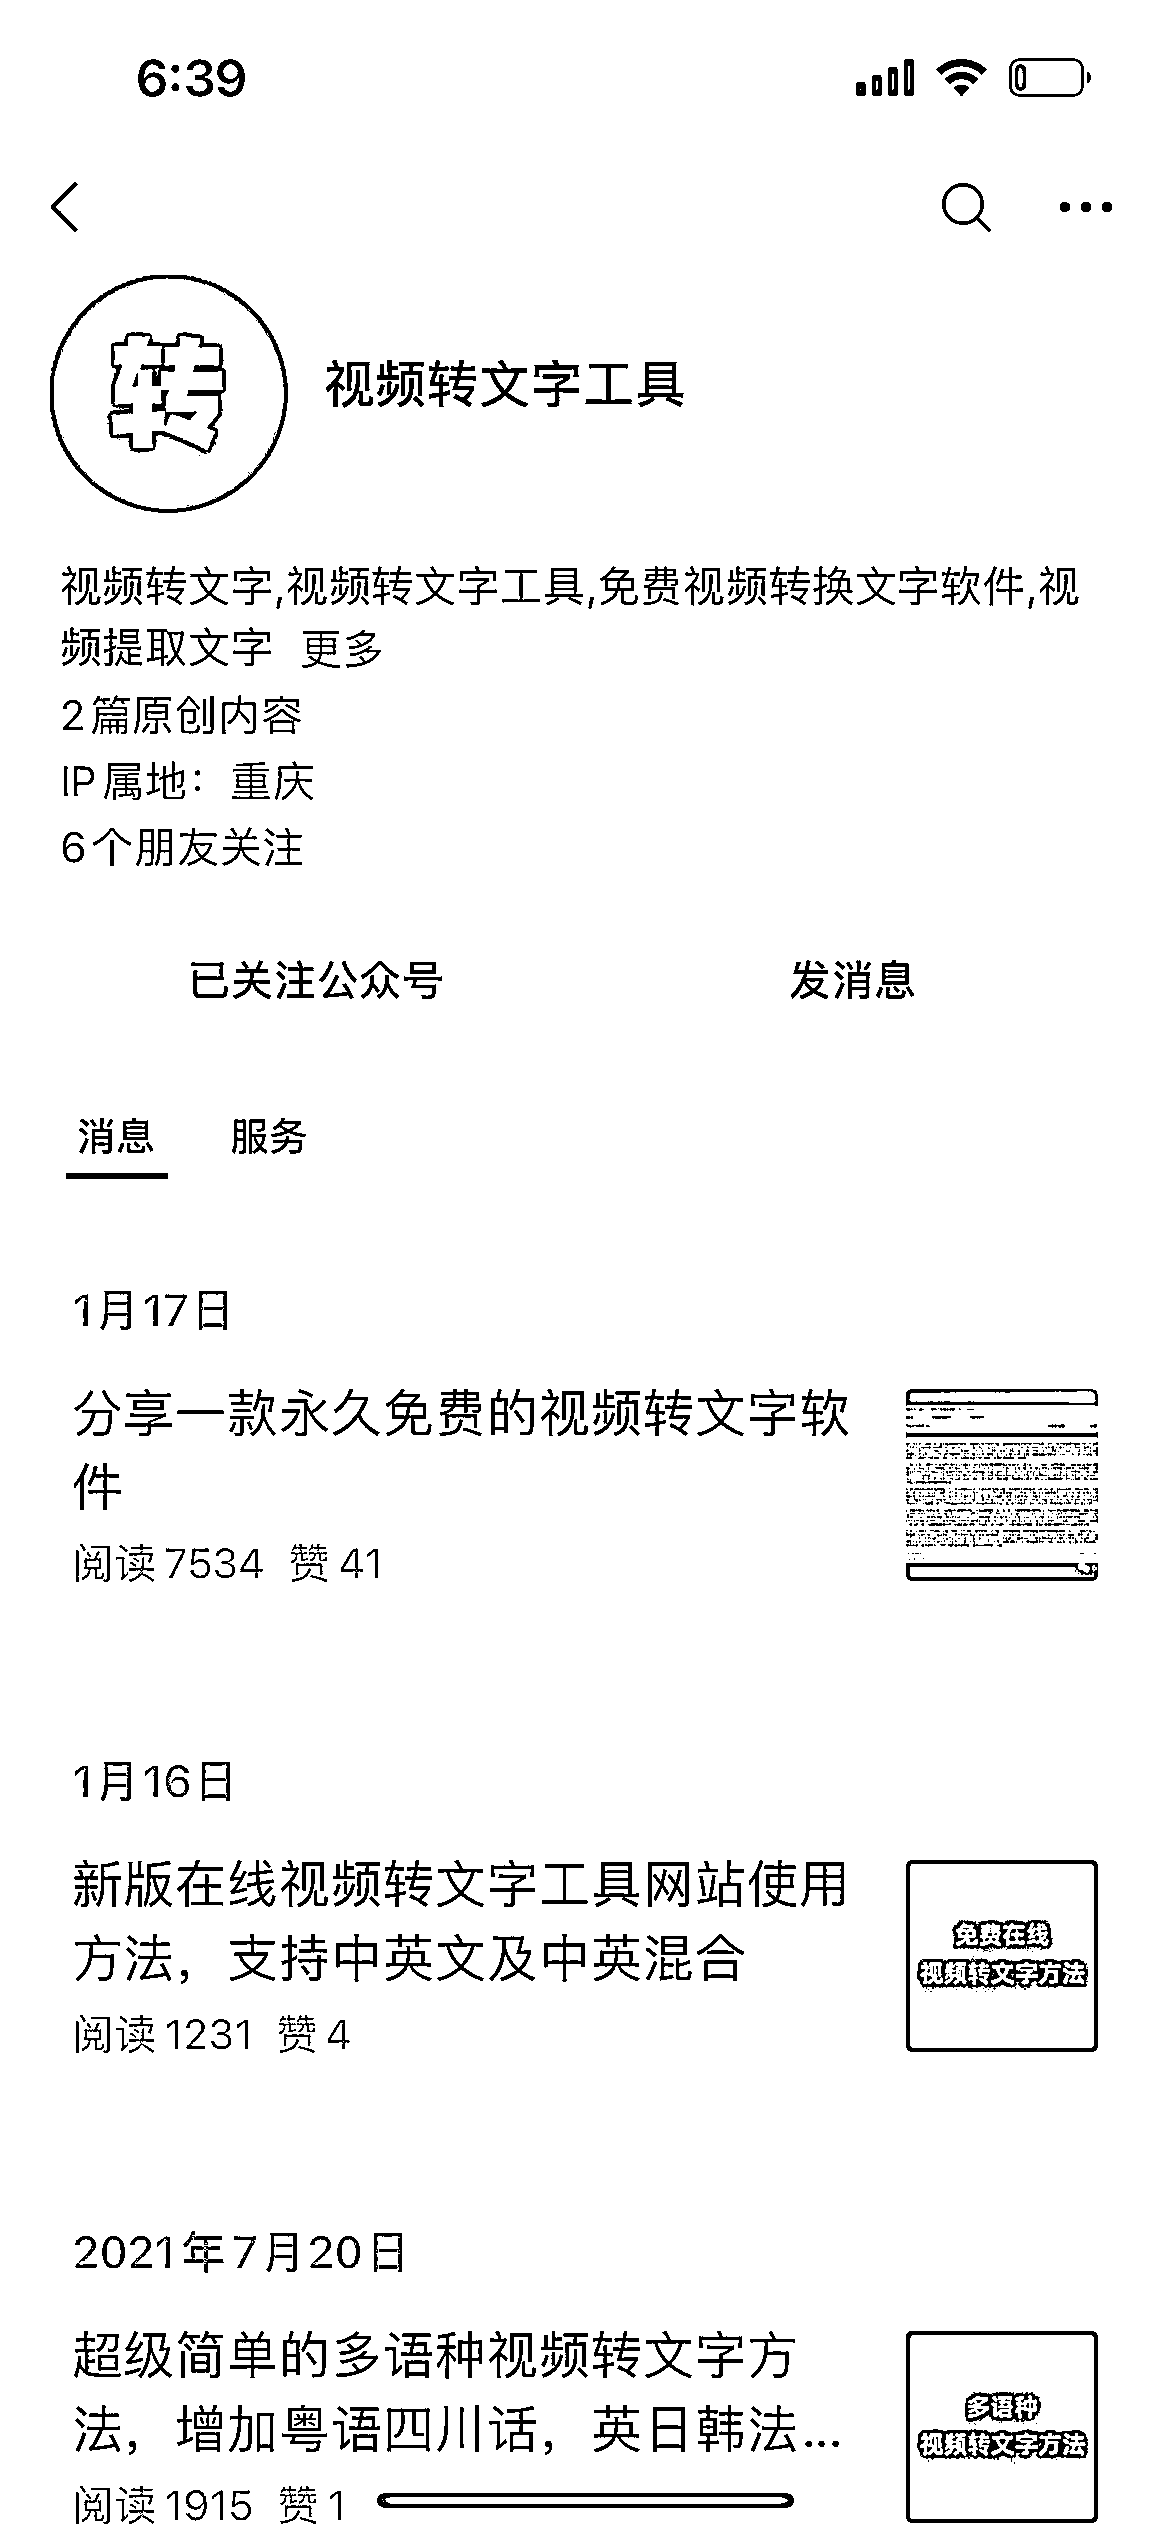 6:39
转
视频转文字工具
视频转文字,视频转文字工具,免费视频转换文字软件,视
频提取文字 更多
2篇原创内容
IP属地：重庆
6个朋友关注
已关注公众号 发消息
消息 服务
1月17日
分享一款永久免费的视频转文字软
件
阅读 7534 赞 41
1月16日
新版在线视频转文字工具网站使用
方法，支持中英文及中英混合
阅读 1231 赞 4
免费在线
视频转文字方法
2021年7月20日
超级简单的多语种视频转文字方
法，增加粤语四川话，英日韩法...
阅读 1915 赞 1
多语种
视频转文字方法